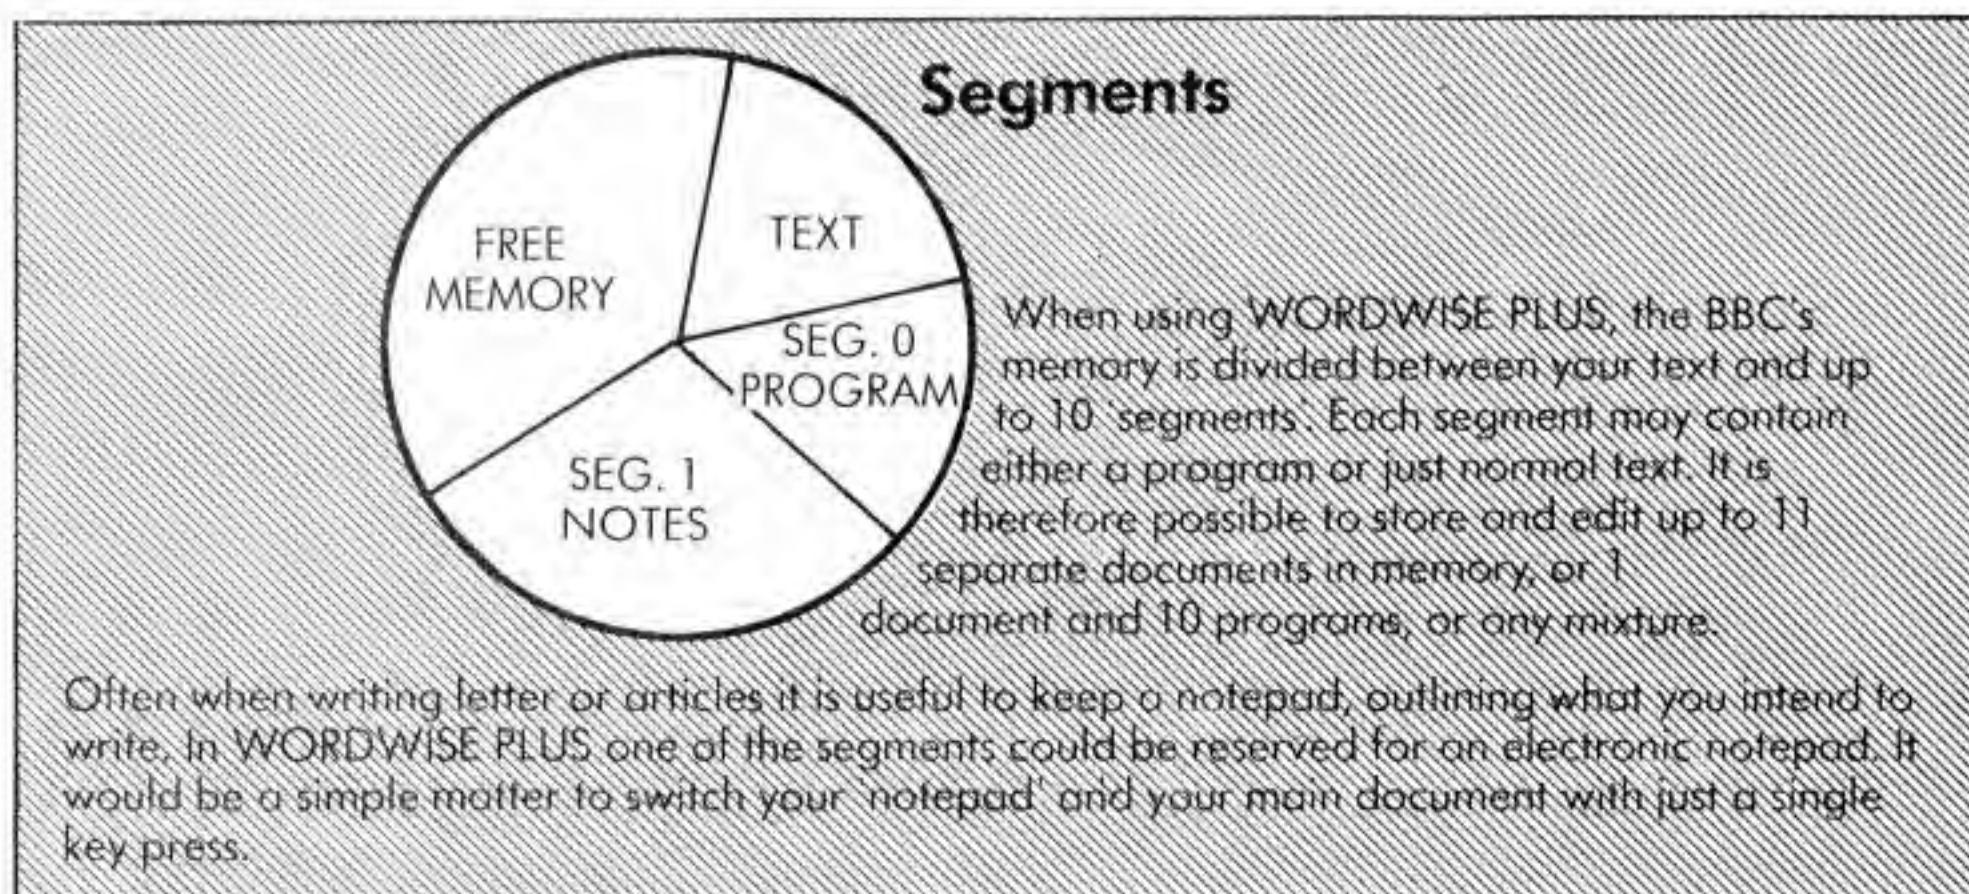 Segments
FREE
MEMORY
TEXT
SEG. 0
PROGRAM
SEG. 1
NOTES
When using WORDWISE PLUS, the BBC's
memory is divided between your text and up
to 10 'segments'. Each segment may contain
either a program or just normal text. It is
therefore possible to store and edit up to 11
separate documents in memory, or 1
document and 10 programs, or any mixture.
Often when writing letter or articles it is useful to keep a notepad, outlining what you intend to
write. In WORDWISE PLUS one of the segments could be reserved for an electronic notepad. It
would be a simple matter to switch your 'notepad' and your main document with just a single
key press.